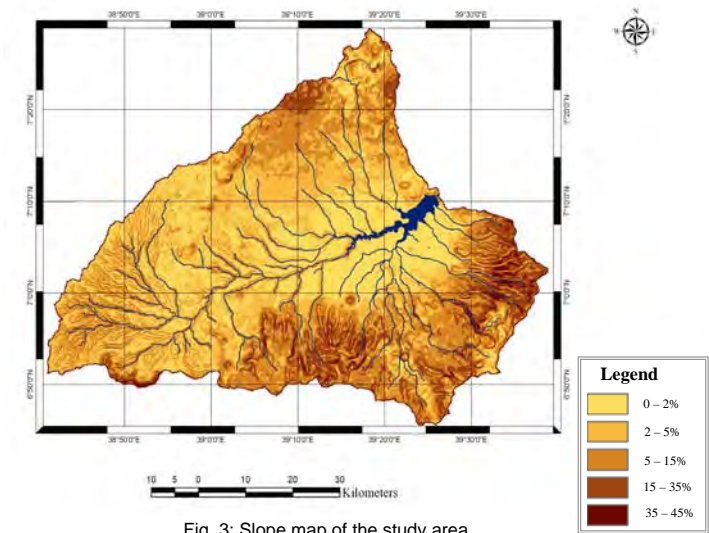 38°50'0"E 39°0'0"E 39°10'0"E 39°20'0"E 39°30'0"E
7°20'0"N 7°20'0"N
7°10'0"N 7°10'0"N
7°0'0"N 7°0'0"N
6°50'0"N 6°50'0"N
38°50'0"E 39°0'0"E 39°10'0"E 39°20'0"E 39°30'0"E
Legend
0 – 2%
2 – 5%
5 – 15%
15 – 35%
35 – 45%
10 5 0 10 20 30
Kilometers
Fig. 3: Slope map of the study area